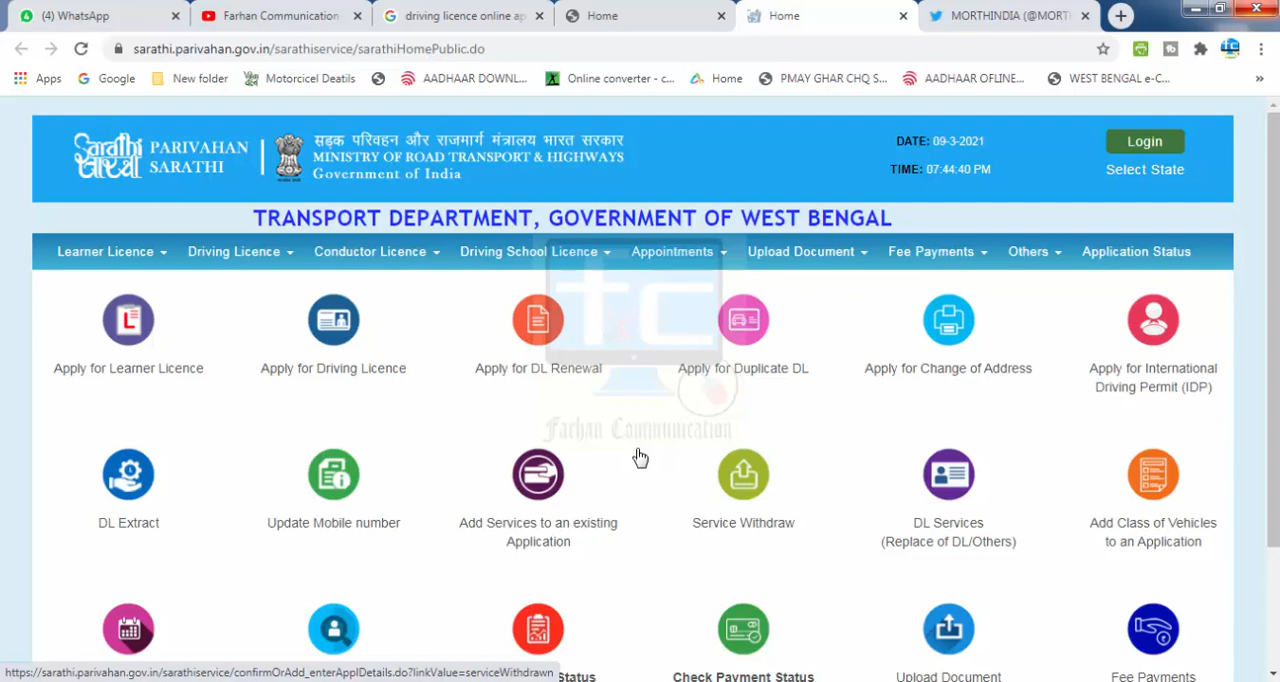 (4) WhatsApp
Farhan Communication
driving licence online ap
Home
Home
MORTHINDIA (@MORT
sarathi.parivahan.gov.in/sarathiservice/sarathiHomePublic.do
Apps Google New folder Motoricel Deatils AADHAAR DOWNL... Online converter - c... Home PMAY GHAR CHQ S... AADHAAR OFLINE... WEST BENGAL e-C... »
PARIVAHAN
SARATHI
सड़क परिवहन और राजमार्ग मंत्रालय भारत सरकार
MINISTRY OF ROAD TRANSPORT & HIGHWAYS
Government of India
DATE: 09-3-2021
TIME: 07:44:40 PM
Login
Select State
TRANSPORT DEPARTMENT, GOVERNMENT OF WEST BENGAL
Learner Licence Driving Licence Conductor Licence Driving School Licence Appointments Upload Document Fee Payments Others Application Status
Apply for Learner Licence
Apply for Driving Licence
Apply for DL Renewal
Apply for Duplicate DL
Apply for Change of Address
Apply for International
Driving Permit (IDP)
tc
Farhan Communication
DL Extract
Update Mobile number
Add Services to an existing
Application
Service Withdraw
DL Services
(Replace of DL/Others)
Add Class of Vehicles
to an Application
https://sarathi.parivahan.gov.in/sarathiservice/confirmOrAdd_enterApplDetails.do?linkValue=serviceWithdrawn
Status
Check Payment Status
Upload Document
Fee Payments